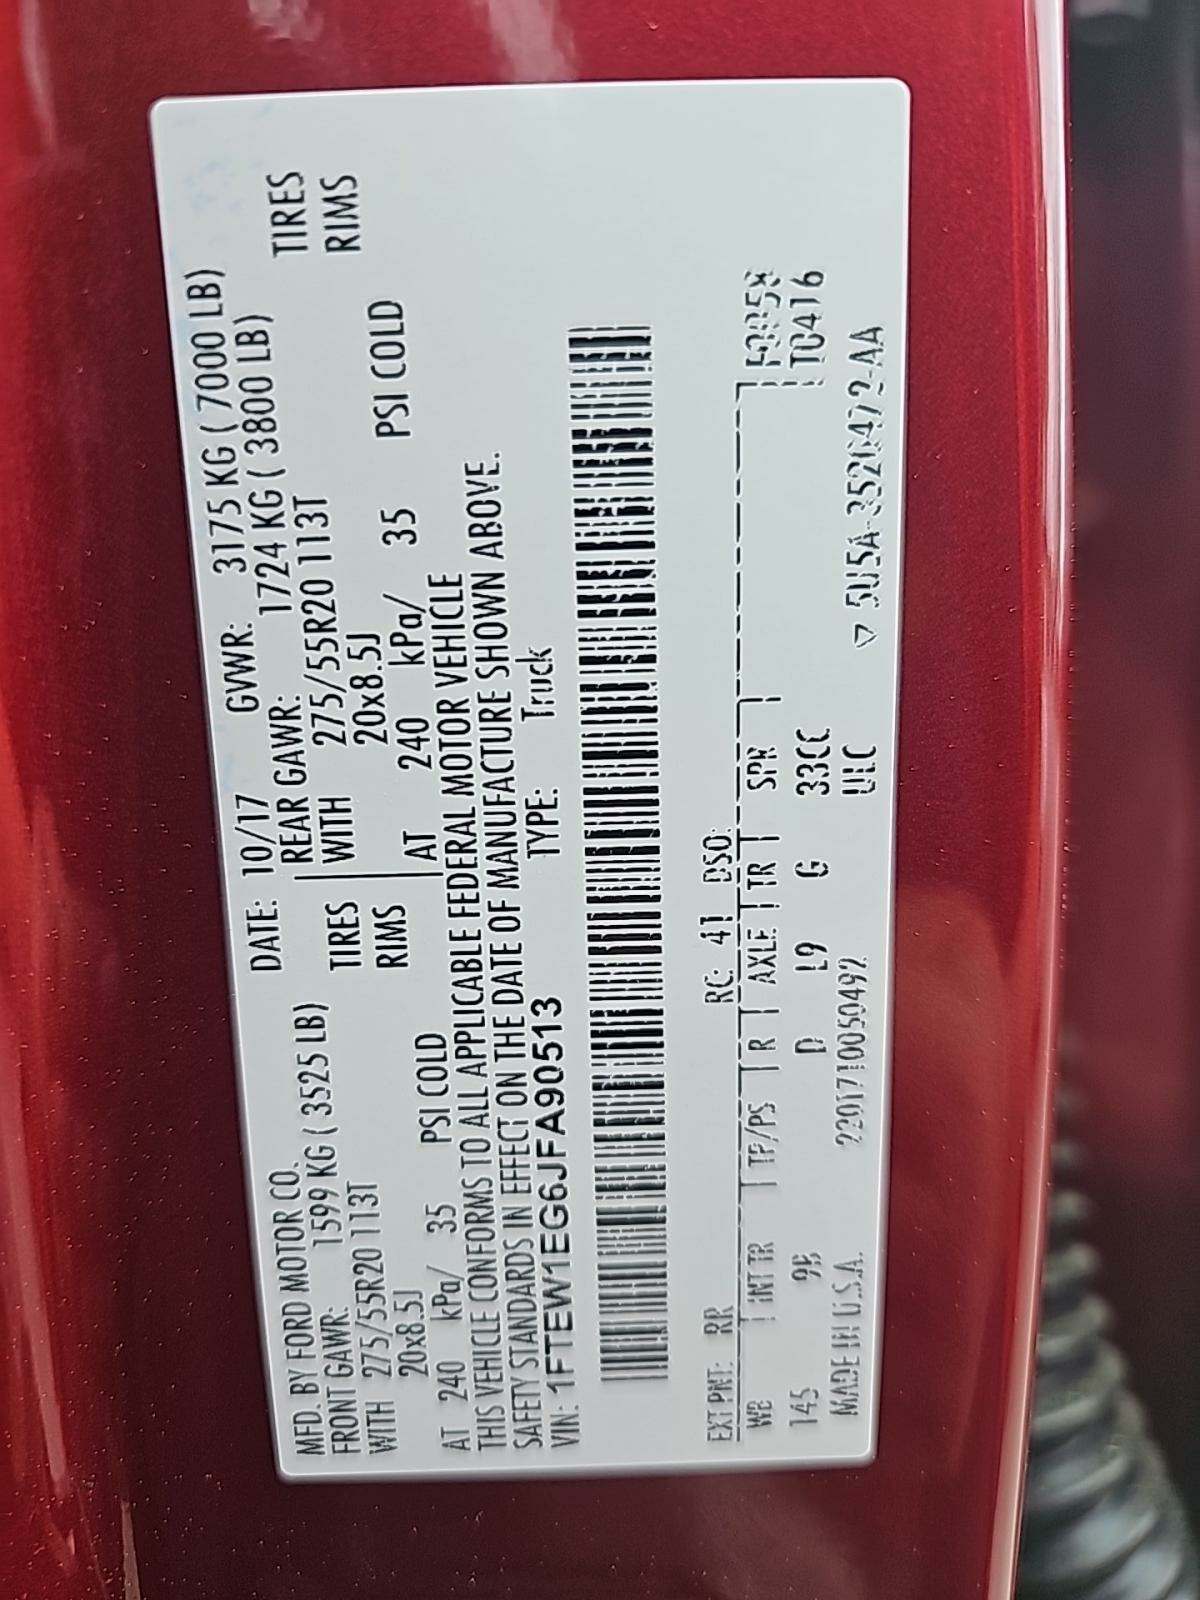 MFD. BY FORD MOTOR CO. DATE: 10/17 GVWR: 3175 KG ( 7000 LB)
FRONT GAWR: 1599 KG ( 3525 LB) REAR GAWR: 1724 KG ( 3800 LB)
WITH 275/55R20 113T TIRES WITH 275/55R20 113T TIRES
20x8.5J RIMS 20x8.5J RIMS
AT 240 kPa/ 35 PSI COLD AT 240 kPa/ 35 PSI COLD
THIS VEHICLE CONFORMS TO ALL APPLICABLE FEDERAL MOTOR VEHICLE
SAFETY STANDARDS IN EFFECT ON THE DATE OF MANUFACTURE SHOWN ABOVE.
VIN: 1FTEW1EG6JFA90513 TYPE: Truck
EXT PNT: RR RC: 41 DSO:
WB INT TR TP/PS R AXLE TR SPR
145 9B D L9 G 33CC T0416
MADE IN U.S.A. 220171005049? ULC
▽ 5U5A-3520472-AA